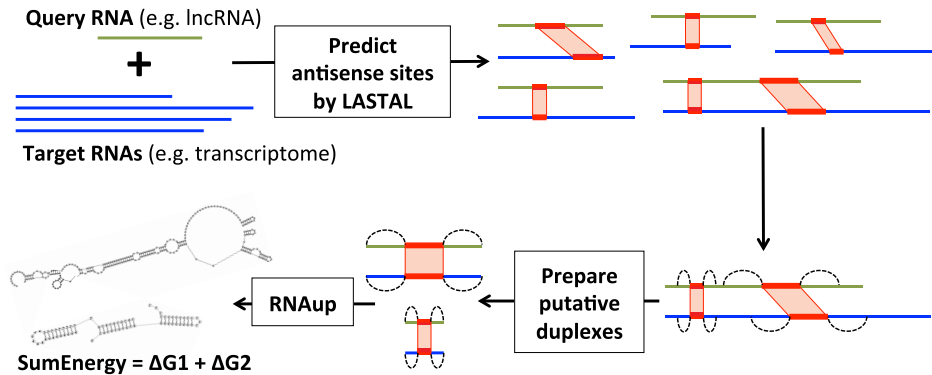 Query RNA (e.g. lncRNA)
+
Target RNAs (e.g. transcriptome)
Predict
antisense sites
by LASTAL
Prepare
putative
duplexes
RNAup
SumEnergy = ΔG1 + ΔG2